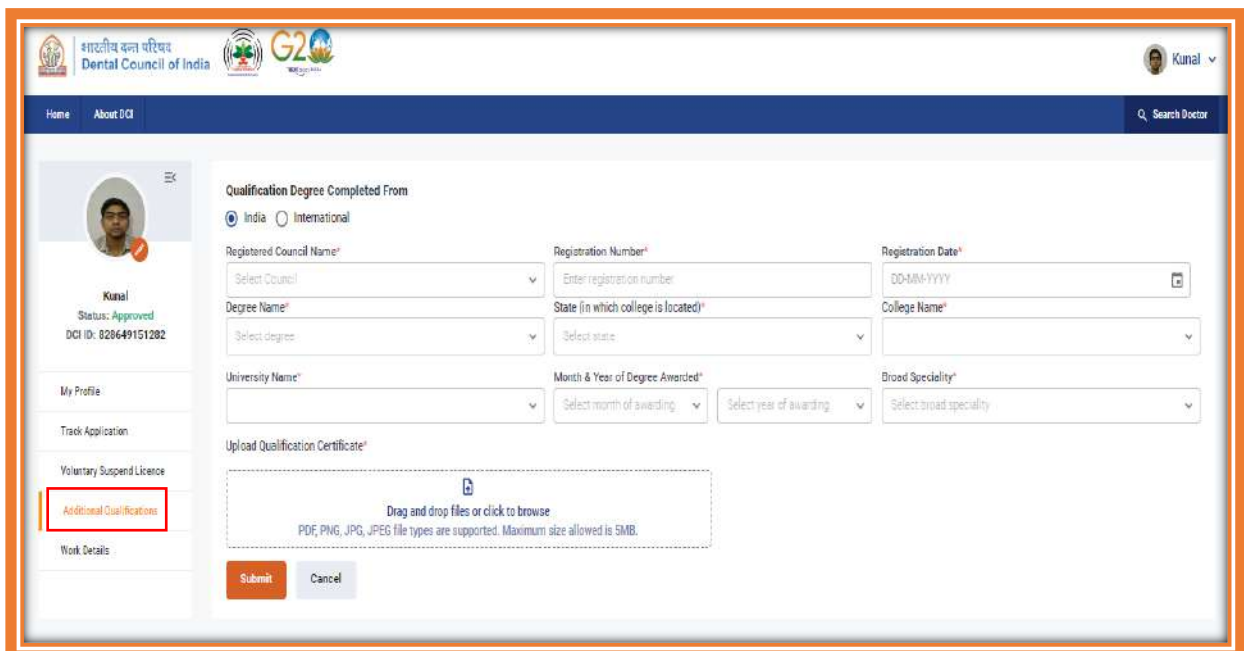 भारतीय दन्त परिषद
Dental Council of India
G20
Kunal
Home About DCI Search Doctor
Kunal
Status: Approved
DCI ID: 828649151282
My Profile
Track Application
Voluntary Suspend Licence
Additional Qualifications
Work Details
Qualification Degree Completed From
India International
Registered Council Name* Registration Number* Registration Date*
Select Council Enter registration number DD-MM-YYYY
Degree Name* State (in which college is located)* College Name*
Select degree Select state
University Name* Month & Year of Degree Awarded* Broad Speciality*
Select month of awarding Select year of awarding Select broad speciality
Upload Qualification Certificate*
Drag and drop files or click to browse
PDF, PNG, JPG, JPEG file types are supported. Maximum size allowed is 5MB.
Submit Cancel